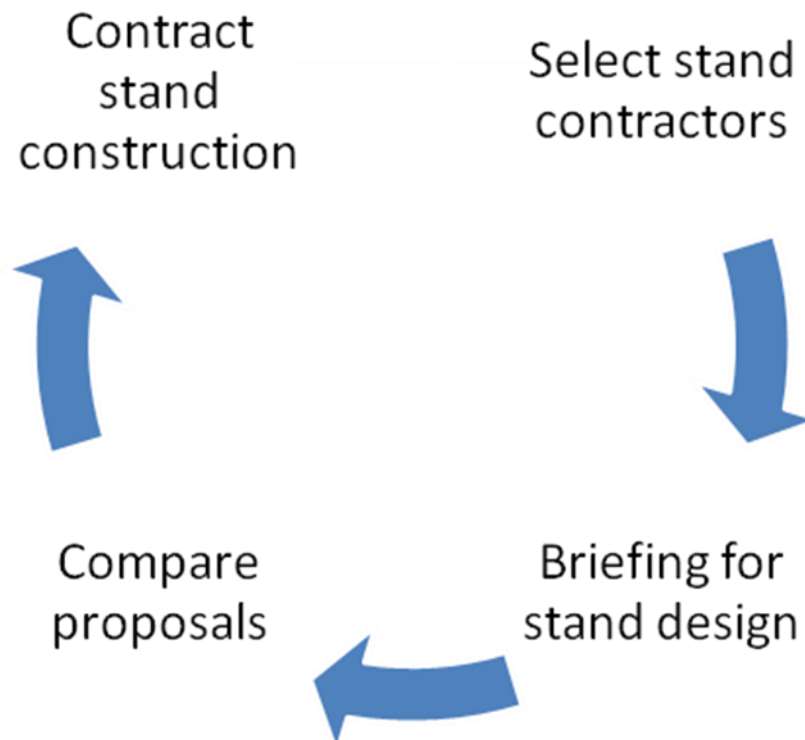 Contract
stand
construction
Select stand
contractors
Compare
proposals
Briefing for
stand design